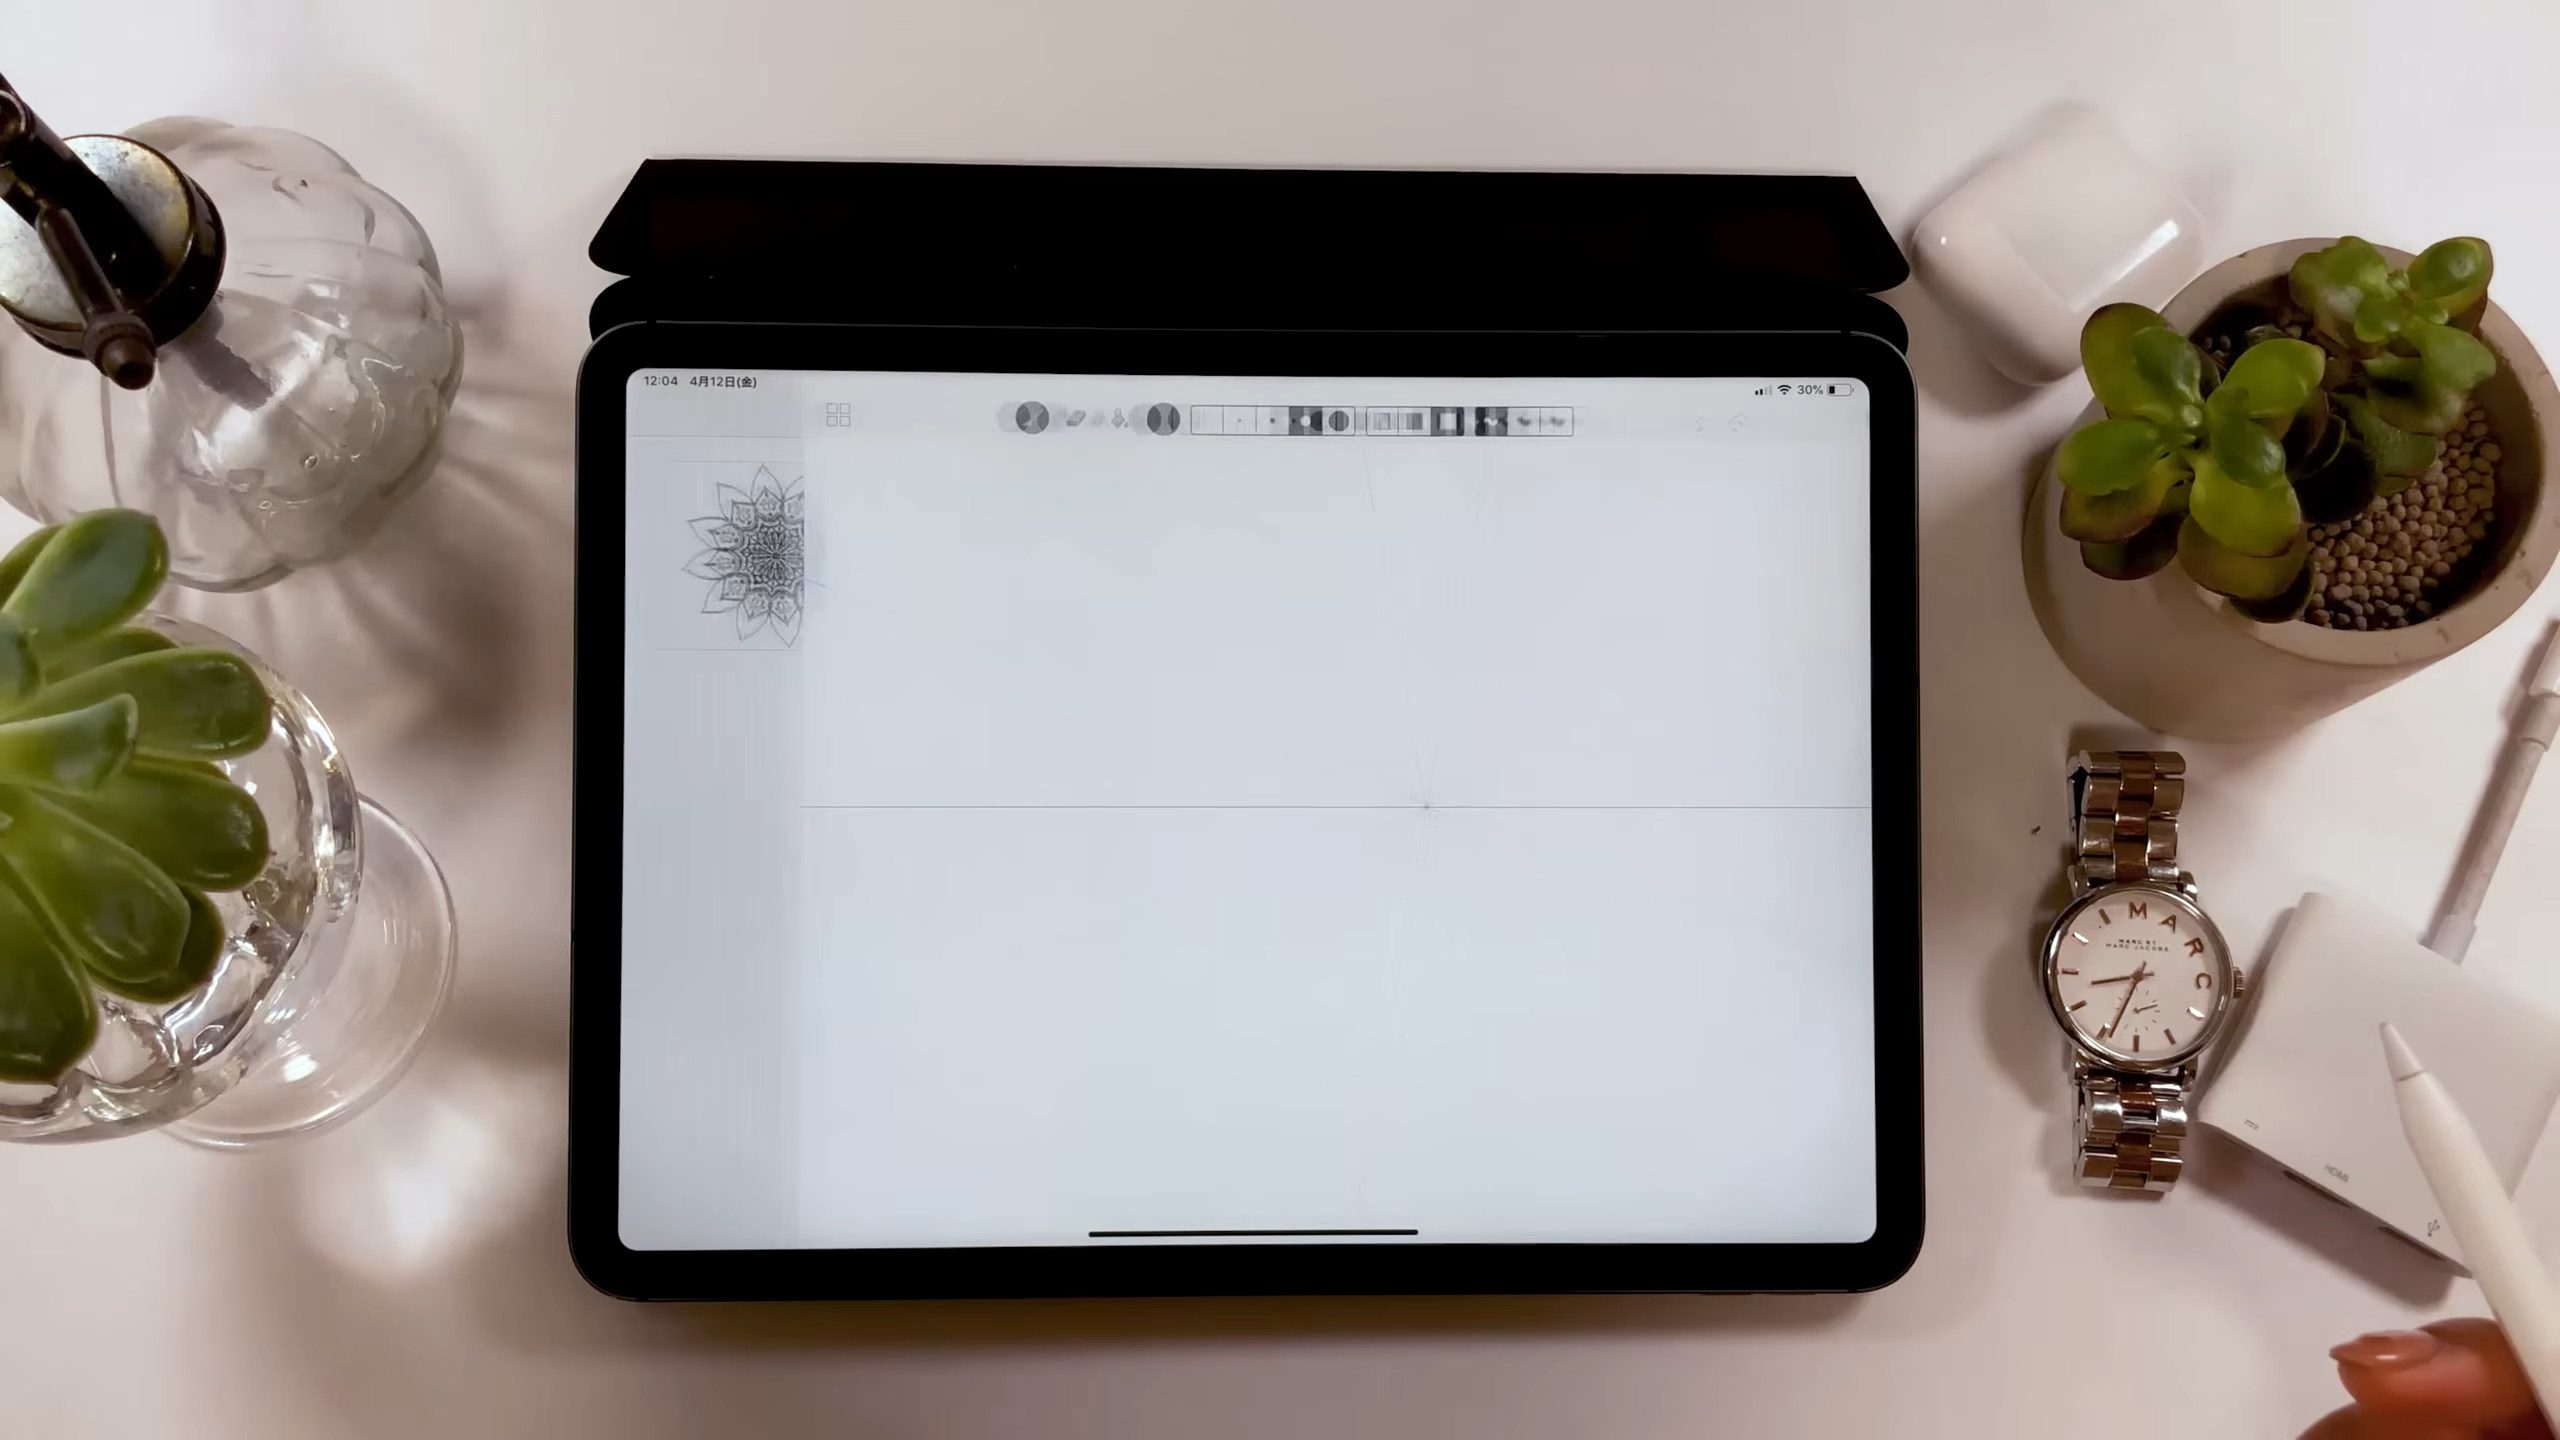 12:04 4月12日(金)
30%
MARC
MARC BY
MARC JACOBS
HDMI